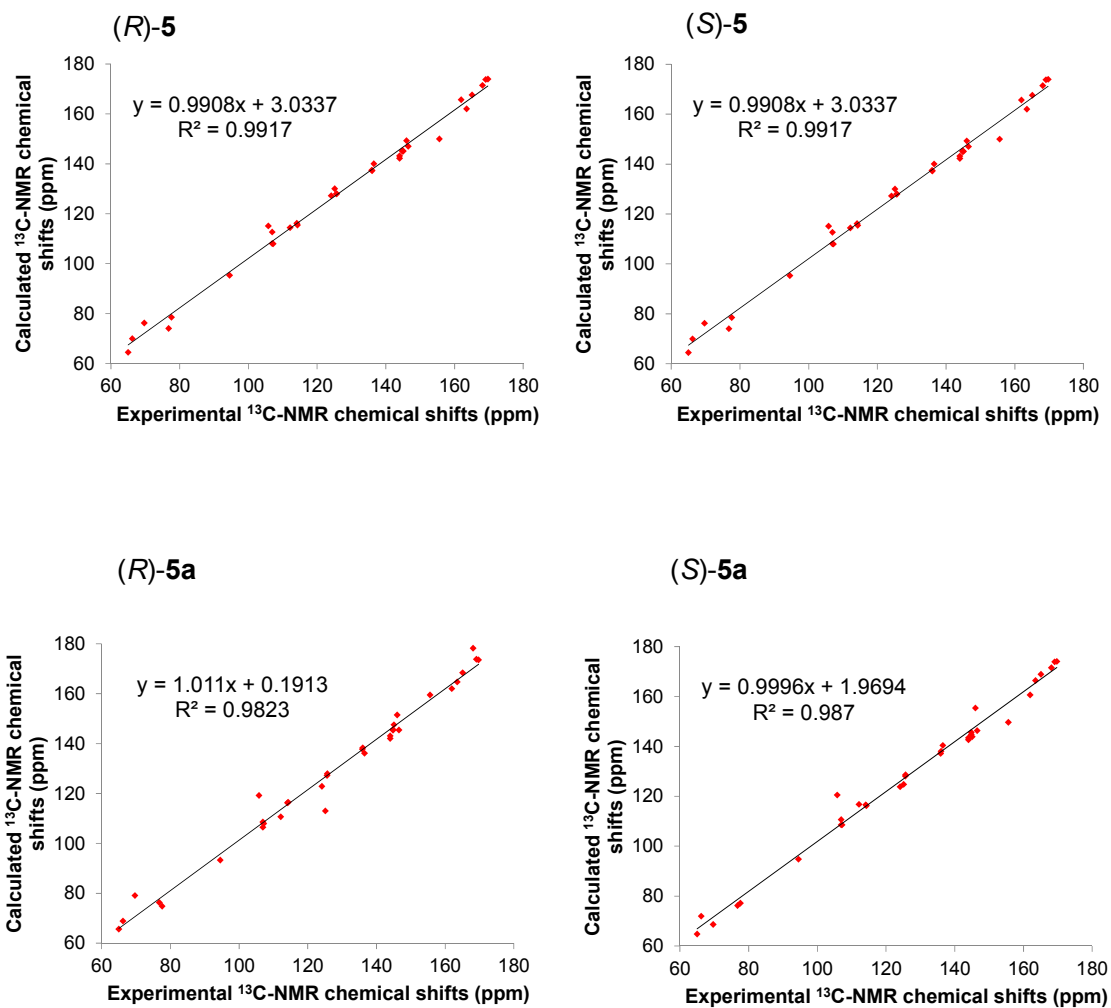 (R)-5
180
160
140
120
100
80
60
60 80 100 120 140 160 180
y = 0.9908x + 3.0337
R² = 0.9917
Calculated ¹³C-NMR chemical
shifts (ppm)
Experimental ¹³C-NMR chemical shifts (ppm)
(S)-5
180
160
140
120
100
80
60
60 80 100 120 140 160 180
y = 0.9908x + 3.0337
R² = 0.9917
Calculated ¹³C-NMR chemical
shifts (ppm)
Experimental ¹³C-NMR chemical shifts (ppm)
(R)-5a
180
160
140
120
100
80
60
60 80 100 120 140 160 180
y = 1.011x + 0.1913
R² = 0.9823
Calculated ¹³C-NMR chemical
shifts (ppm)
Experimental ¹³C-NMR chemical shifts (ppm)
(S)-5a
180
160
140
120
100
80
60
60 80 100 120 140 160 180
y = 0.9996x + 1.9694
R² = 0.987
Calculated ¹³C-NMR chemical
shifts (ppm)
Experimental ¹³C-NMR chemical shifts (ppm)